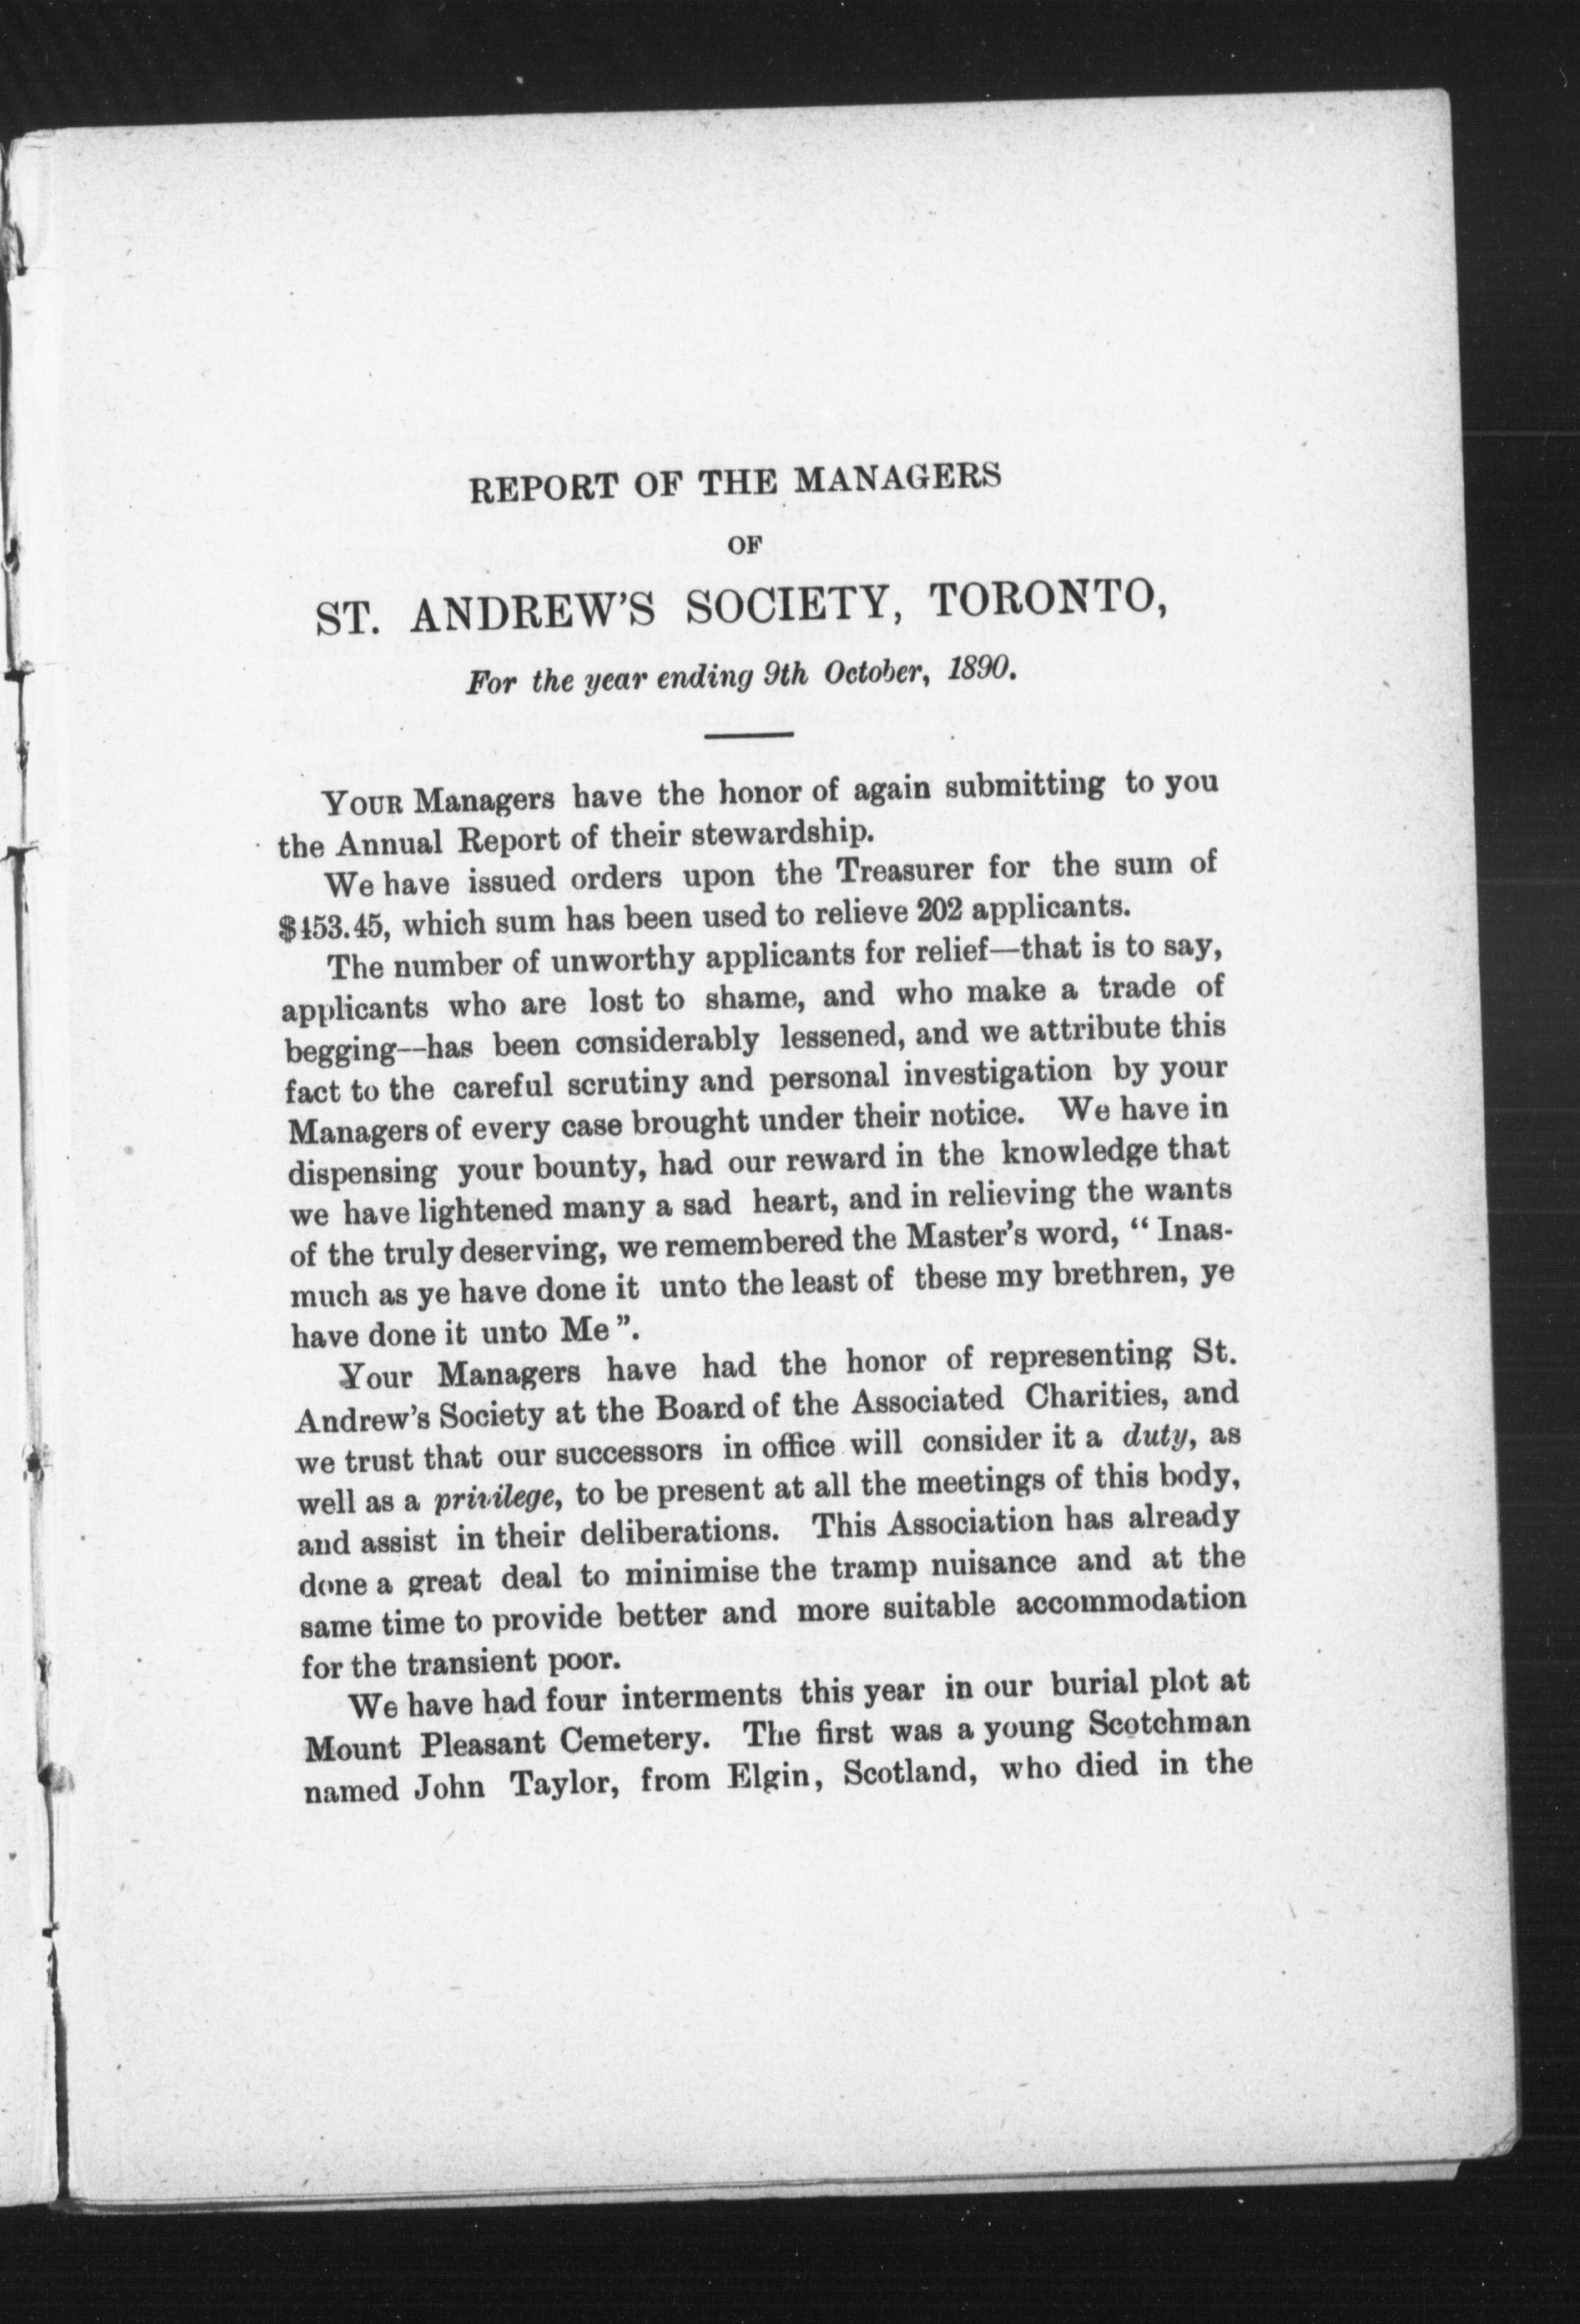 REPORT OF THE MANAGERS
OF
ST. ANDREW'S SOCIETY, TORONTO,
For the year ending 9th October, 1890.
YOUR Managers have the honor of again submitting to you
the Annual Report of their stewardship.
We have issued orders upon the Treasurer for the sum of
$453.45, which sum has been used to relieve 202 applicants.
The number of unworthy applicants for relief—that is to say,
applicants who are lost to shame, and who make a trade of
begging—has been considerably lessened, and we attribute this
fact to the careful scrutiny and personal investigation by your
Managers of every case brought under their notice. We have in
dispensing your bounty, had our reward in the knowledge that
we have lightened many a sad heart, and in relieving the wants
of the truly deserving, we remembered the Master's word, "Inas-
much as ye have done it unto the least of these my brethren, ye
have done it unto Me".
Your Managers have had the honor of representing St.
Andrew's Society at the Board of the Associated Charities, and
we trust that our successors in office will consider it a duty, as
well as a privilege, to be present at all the meetings of this body,
and assist in their deliberations. This Association has already
done a great deal to minimise the tramp nuisance and at the
same time to provide better and more suitable accommodation
for the transient poor.
We have had four interments this year in our burial plot at
Mount Pleasant Cemetery. The first was a young Scotchman
named John Taylor, from Elgin, Scotland, who died in the